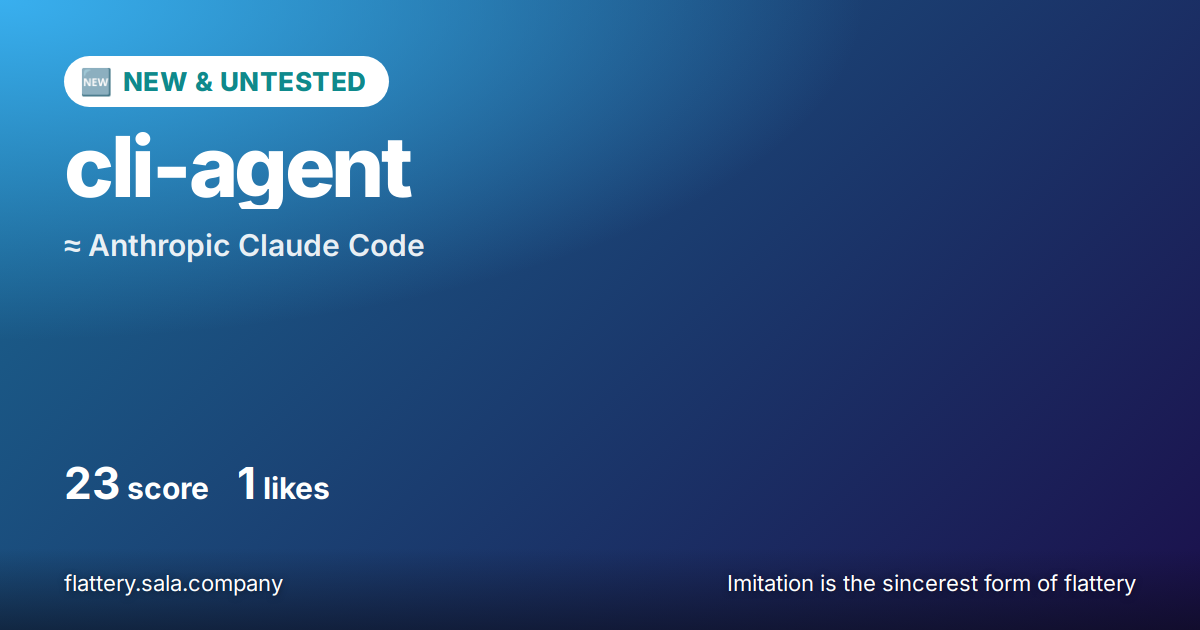 🆕 NEW & UNTESTED
cli-agent
≈ Anthropic Claude Code
23 score 1 likes
flattery.sala.company
Imitation is the sincerest form of flattery